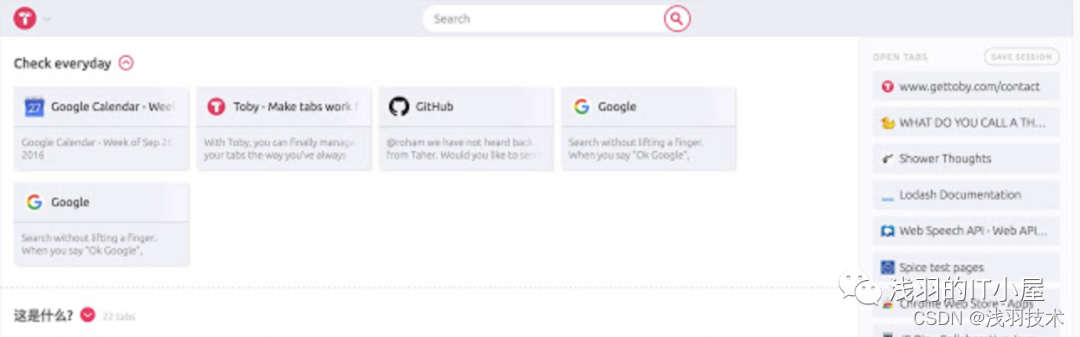 Search
Check everyday
Google Calendar - Wee
Google Calendar - Week of Sep 26,
2016
Toby - Make tabs work f
With Toby, you can finally manage
your tabs the way you've always
GitHub
@roham we have not heard back
from Taher. Would you like to sen
Google
Search without lifting a finger.
When you say "Ok Google",
Google
Search without lifting a finger.
When you say "Ok Google",
这是什么? 22 tabs
OPEN TABS SAVE SESSION
www.gettoby.com/contact
WHAT DO YOU CALL A TH...
Shower Thoughts
Lodash Documentation
Web Speech API - Web API...
Spice test pages
Chrome Web Store - Apps
浅羽的IT小屋
CSDN @浅羽技术